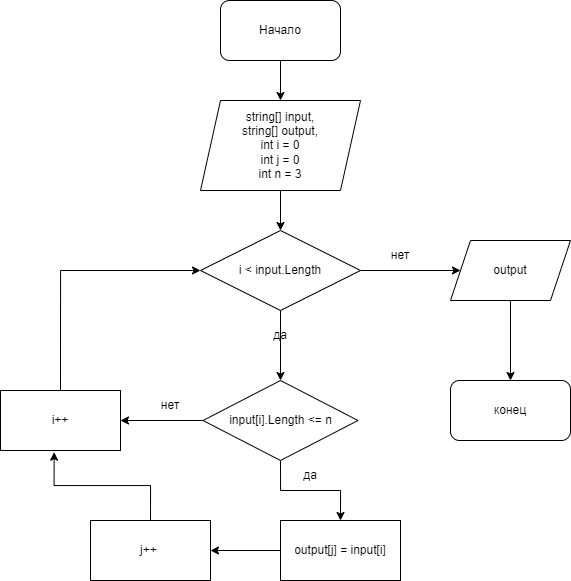 Начало
string[] input,
string[] output,
int i = 0
int j = 0
int n = 3
i < input.Length
нет
output
да
конец
i++
нет
input[i].Length <= n
да
j++
output[j] = input[i]